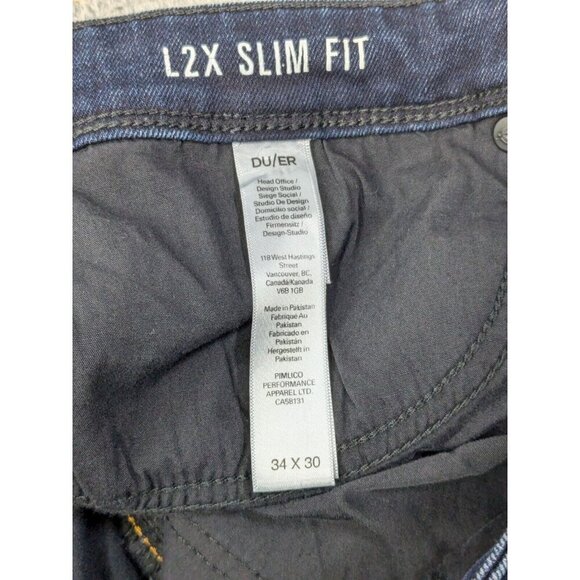 L2X SLIM FIT
DU/ER
Head Office /
Design Studio
Siege Social /
Studio De Design
Domicilio social /
Estudio de diseño
Firmensitz /
Design-Studio
118 West Hastings
Street
Vancouver, BC,
Canada/Kanada
V6B 1GB
Made in Pakistan
Fabriqué Au
Pakistan
Fabricado en
Pakistán
Hergestellt in
Pakistan
PIMLICO
PERFORMANCE
APPAREL LTD.
CA58131
34 X 30